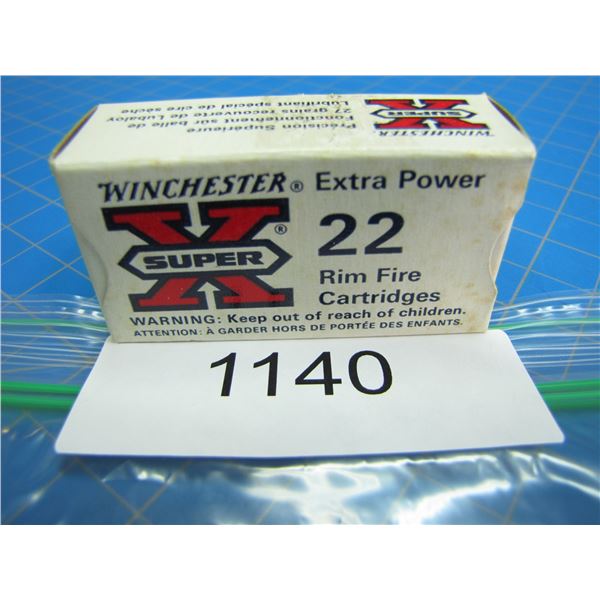 Précision Supérieure
Fonctionnement sur balle de
27 grains recouverte de Lubaloy
Lubrifiant spécial de cire sèche
X
SUPER
WINCHESTER
WINCHESTER® Extra Power
X
SUPER®
22
Rim Fire
Cartridges
WARNING: Keep out of reach of children.
ATTENTION: À GARDER HORS DE PORTÉE DES ENFANTS.
1140